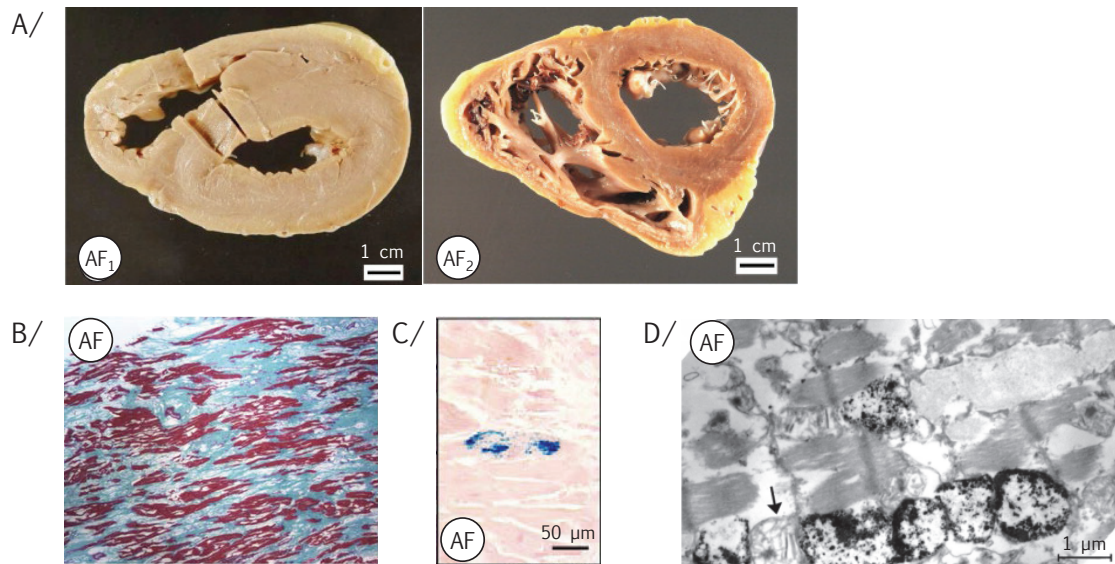 A/
AF₁
1 cm
AF₂
1 cm
B/
AF
C/
AF
50 µm
D/
AF
1 µm